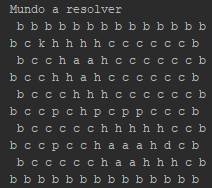 Mundo a resolver
b b b b b b b b b b b b b b
b c k h h h h c c c c c c b
b c c h a a h c c c c c c b
b c c h h a h c c c c c c b
b c c c h h h c c c c c c b
b c c p c h p c p p c c c b
b c c c c c h h h h h c c b
b c c p c c h a a a h d c b
b c c c c c c h a a h h h c b
b b b b b b b b b b b b b b